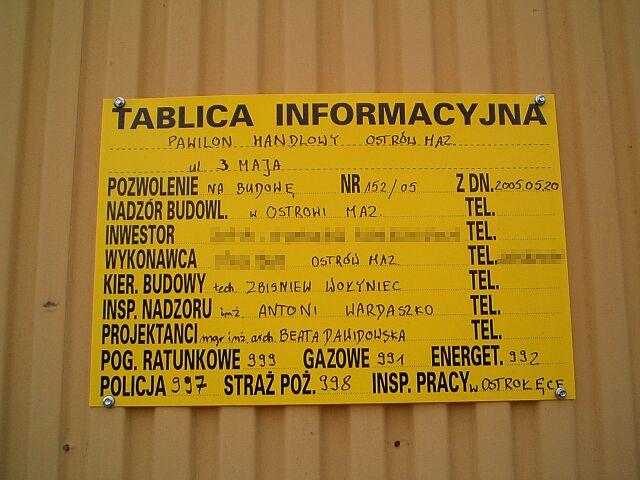 TABLICA INFORMACYJNA
PAWILON HANDLOWY OSTRÓW MAZ.
ul 3 MAJA
POZWOLENIE NA BUDOWĘ NR 152/05 Z DN. 2005.05.20
NADZÓR BUDOWL. W OSTROWI MAZ. TEL.
INWESTOR TEL.
WYKONAWCA OSTRÓW MAZ. TEL.
KIER. BUDOWY tech. ZBIGNIEW WOŁYNIEC TEL.
INSP. NADZORU inż. ANTONI WARDASZKO TEL.
PROJEKTANCI mgr inż. arch. BEATA DAWIDOWSKA TEL.
POG. RATUNKOWE 999 GAZOWE 991 ENERGET. 992
POLICJA 997 STRAŻ POŻ. 998 INSP. PRACY W OSTROŁĘCE